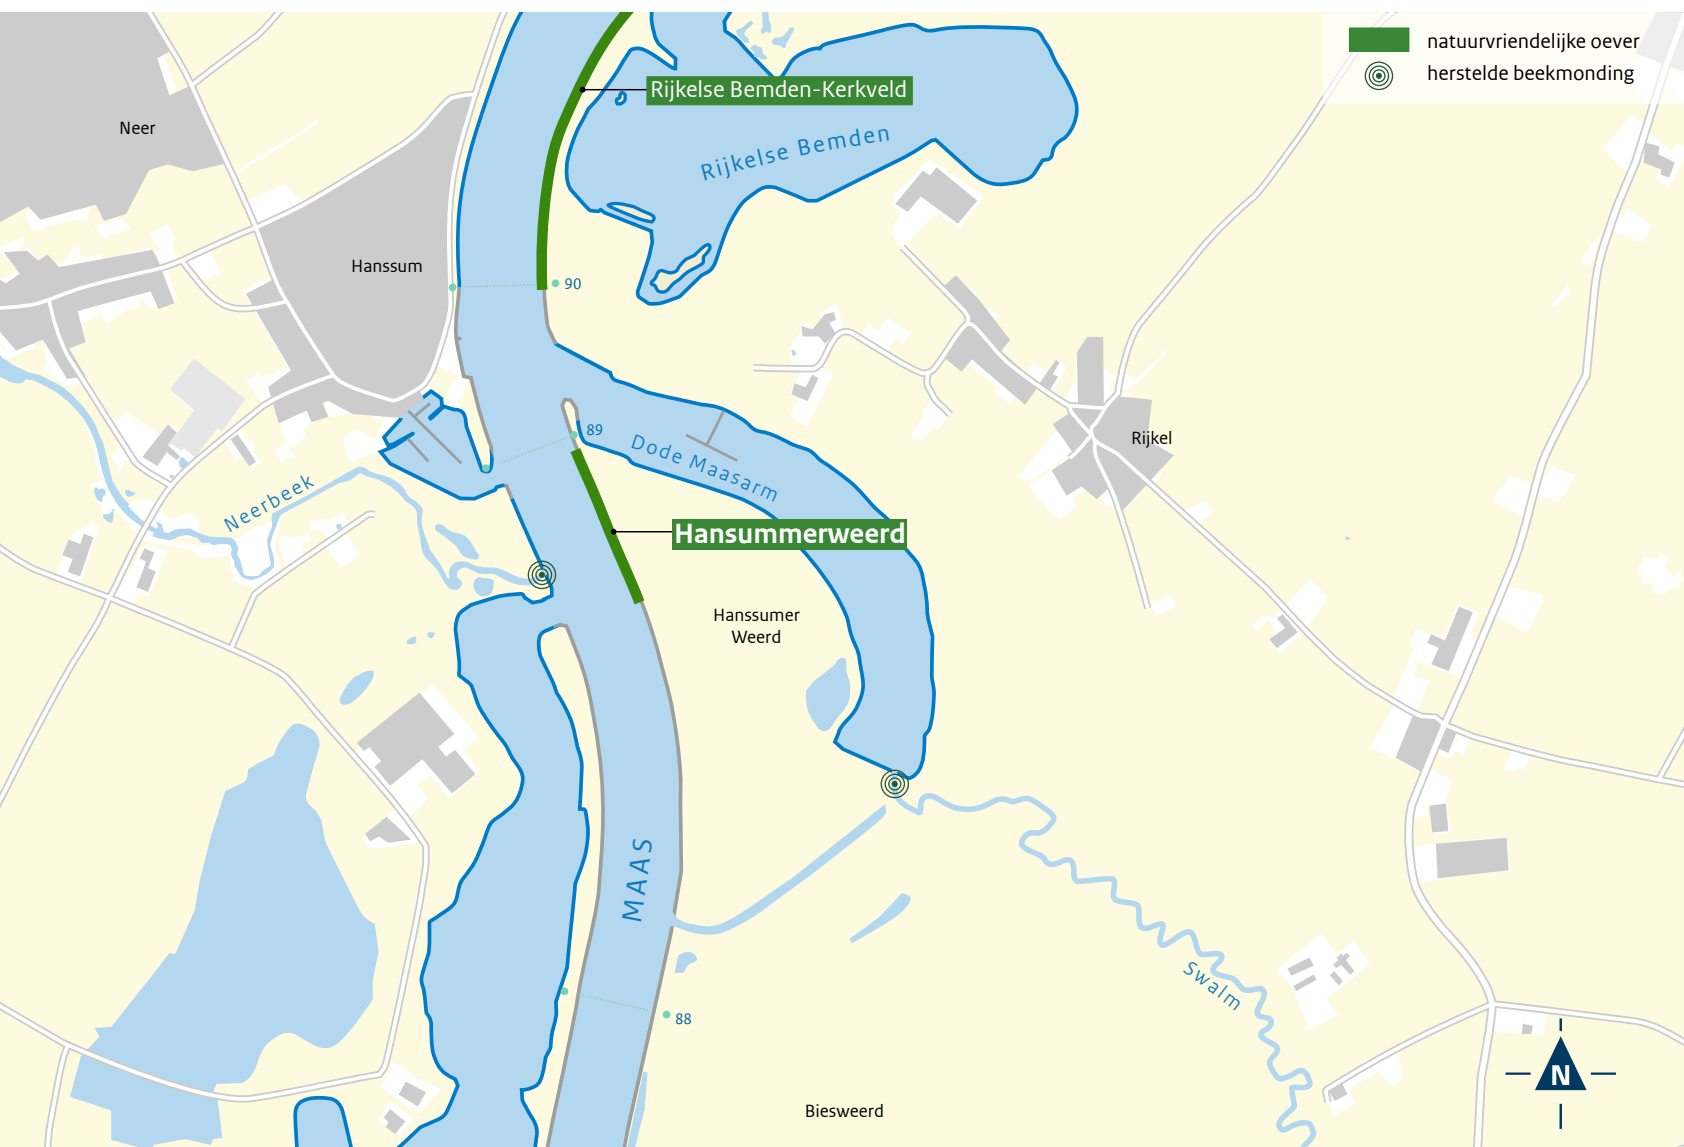 natuurvriendelijke oever
herstelde beekmonding
Rijkelse Bemden-Kerkveld
Neer
Rijkelse Bemden
Hanssum
90
89
Dode Maasarm
Rijkel
Neerbeek
Hansummerweerd
Hanssumer
Weerd
MAAS
Swalm
88
N
Biesweerd